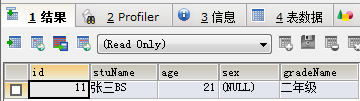 1 结果 2 Profiler 3 信息 4 表数据
(Read Only)
id stuName age sex gradeName
11 张三BS 21 (NULL) 二年级